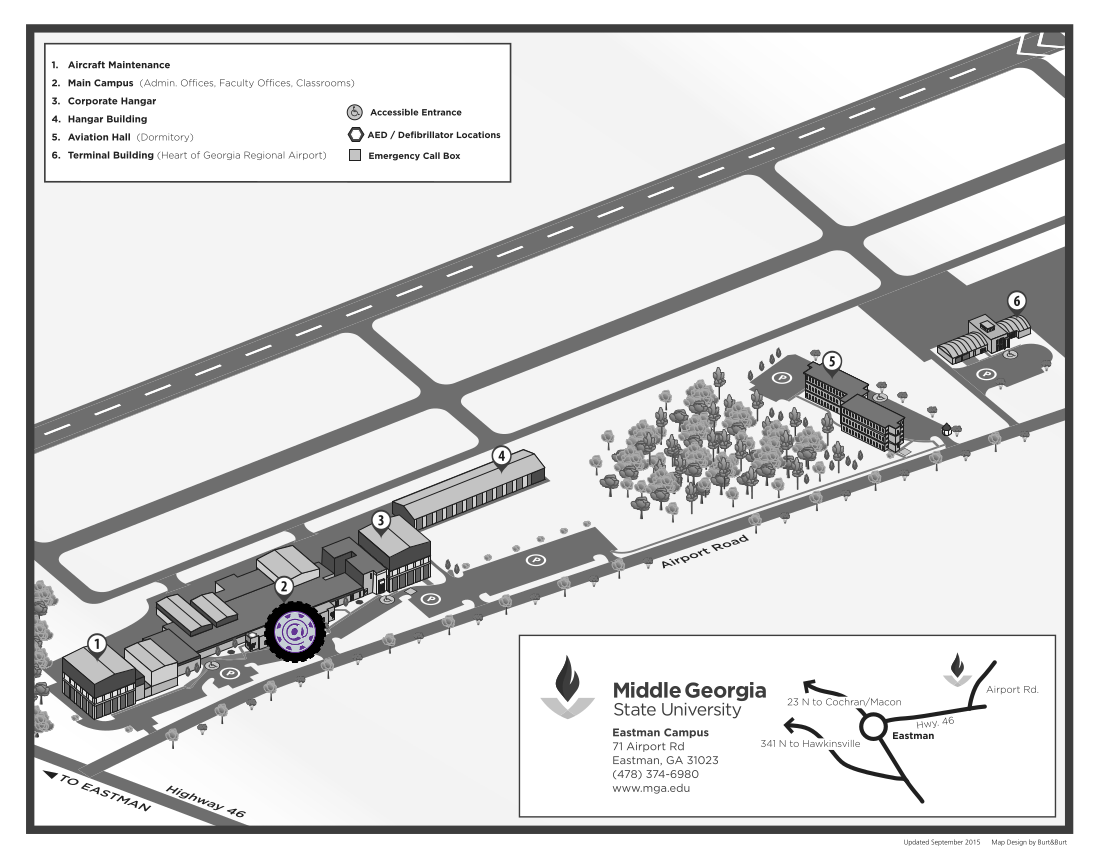 1. Aircraft Maintenance
2. Main Campus (Admin. Offices, Faculty Offices, Classrooms)
3. Corporate Hangar
4. Hangar Building
5. Aviation Hall (Dormitory)
6. Terminal Building (Heart of Georgia Regional Airport)
Accessible Entrance
AED / Defibrillator Locations
Emergency Call Box
6
P
5
P
4
3
P
2
P
1
P
Airport Road
TO EASTMAN
Highway 46
Middle Georgia
State University
Eastman Campus
71 Airport Rd
Eastman, GA 31023
(478) 374-6980
www.mga.edu
23 N to Cochran/Macon
341 N to Hawkinsville
Airport Rd.
Hwy. 46
Eastman
Updated September 2015 Map Design by Burt&Burt